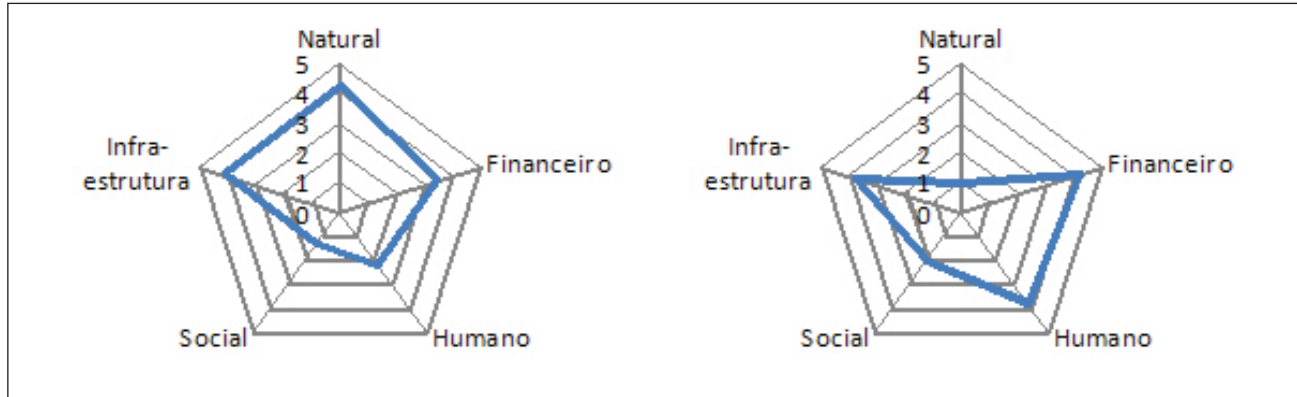 Natural
5
4
3
2
1
0
Infra-
estrutura
Financeiro
Social
Humano
Natural
5
4
3
2
1
0
Infra-
estrutura
Financeiro
Social
Humano